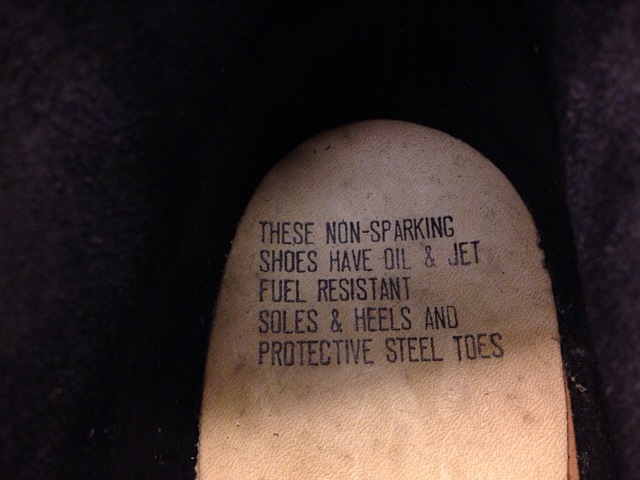 THESE NON-SPARKING
SHOES HAVE OIL & JET
FUEL RESISTANT
SOLES & HEELS AND
PROTECTIVE STEEL TOES